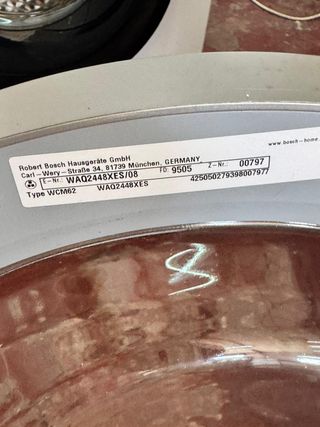 Robert Bosch Hausgeräte GmbH
Carl-Wery-Straße 34, 81739 München, GERMANY
www.bosch-home.
E-Nr. WAQ2448XES/08 FD 9505 Z-Nr. 00797
Type WCM62 WAQ2448XES 425050279398007977